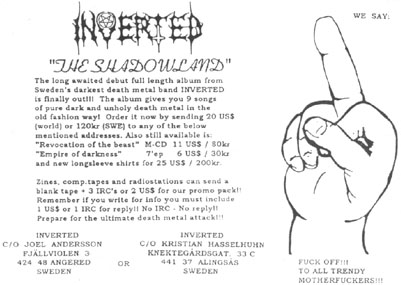 INVERTED
"THE SHADOWLAND"
The long awaited debut full length album from
Sweden's darkest death metal band INVERTED
is finally out!!! The album gives you 9 songs
of pure dark and unholy death metal in the
old fashion way! Order it now by sending 20 US$
(world) or 120kr (SWE) to any of the below
mentioned addresses. Also still available is:
"Revocation of the beast" M-CD 11 US$ / 80kr
"Empire of darkness" 7'ep 6 US$ / 30kr
and new longsleeve shirts for 25 US$ / 200kr.
Zines, comp.tapes and radiostations can send a
blank tape + 3 IRC's or 2 US$ for our promo pack!!
Remember if you write for info you must include
1 US$ or 1 IRC for reply!! No IRC - No reply!!
Prepare for the ultimate death metal attack!!!
INVERTED
C/O JOEL ANDERSSON
FJÄLLVIOLEN 3
424 48 ANGERED
SWEDEN
OR
INVERTED
C/O KRISTIAN HASSELHUHN
KNEKTEGÅRDSGAT. 33 C
441 37 ALINGSÅS
SWEDEN
WE SAY:
FUCK OFF!!!
TO ALL TRENDY
MOTHERFUCKERS!!!